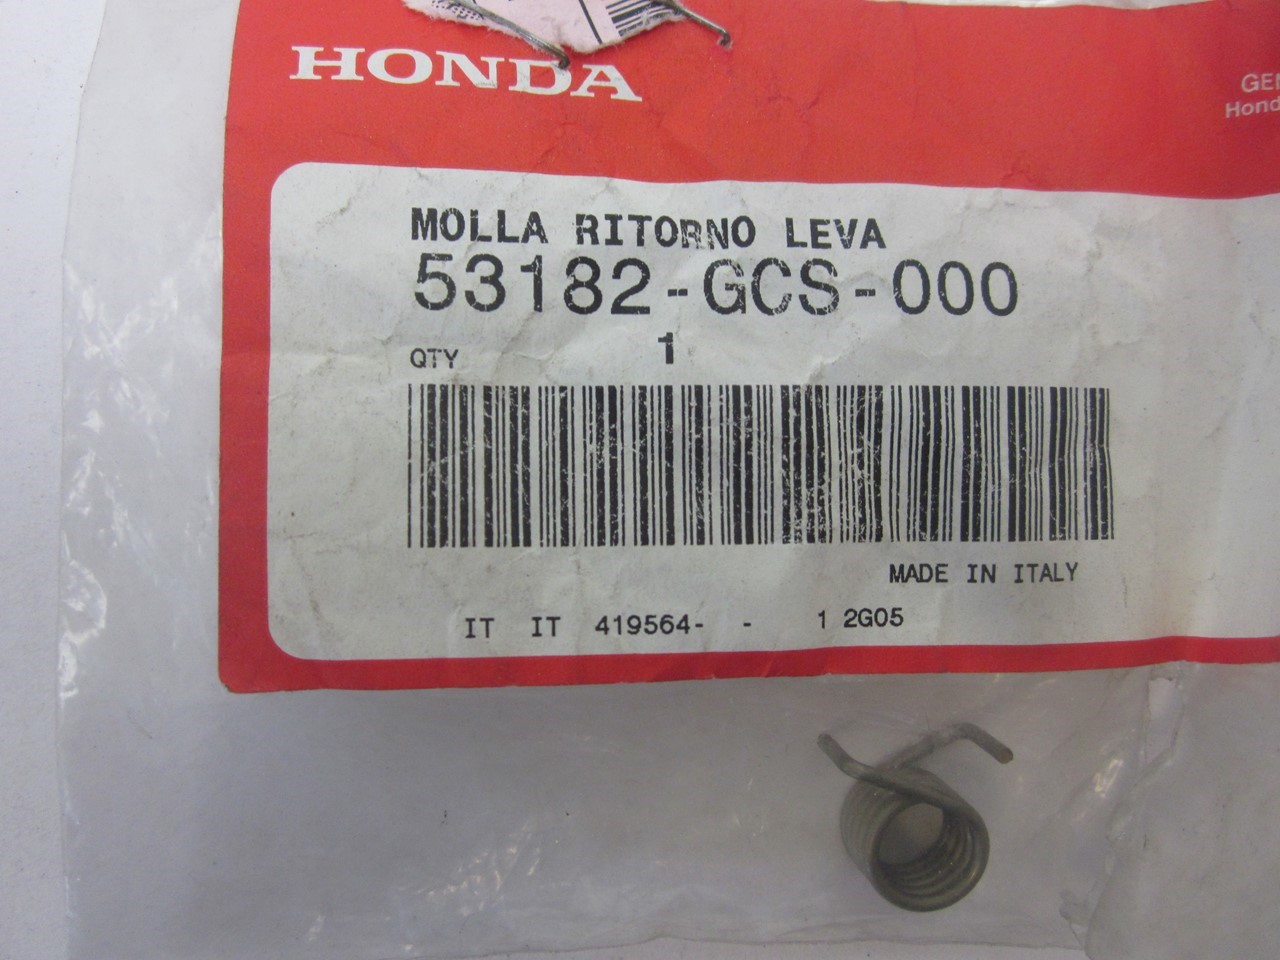 HONDA
MOLLA RITORNO LEVA
53182-GCS-000
QTY 1
MADE IN ITALY
IT IT 419564- - 1 2G05